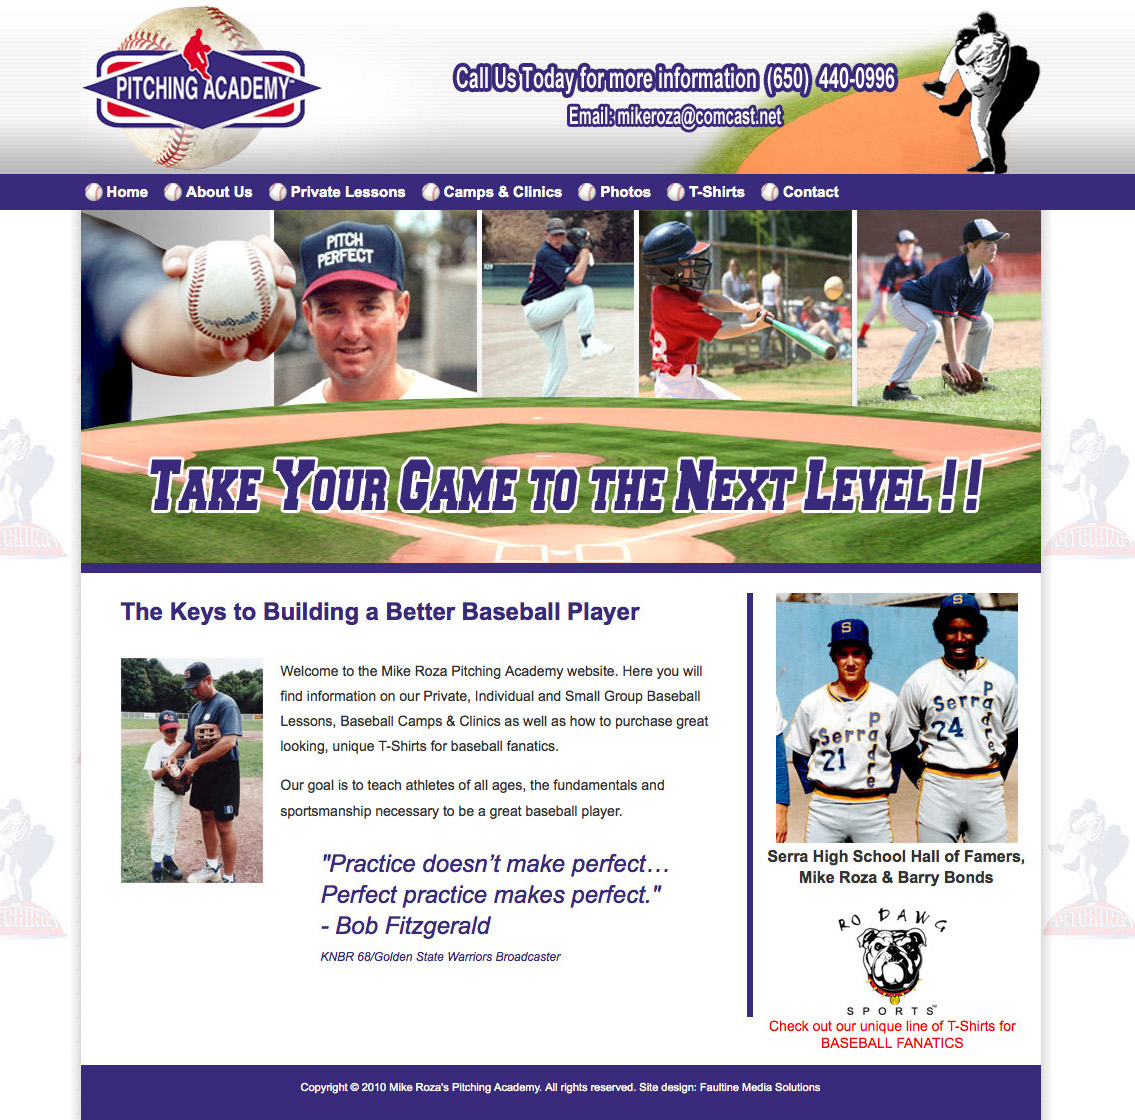 PITCHING ACADEMY
Call Us Today for more information (650) 440-0996
Email: mikeroza@comcast.net
Home About Us Private Lessons Camps & Clinics Photos T-Shirts Contact
PITCH
PERFECT
TAKE YOUR GAME TO THE NEXT LEVEL !!
PITCHING
PITCHING
The Keys to Building a Better Baseball Player
Welcome to the Mike Roza Pitching Academy website. Here you will
find information on our Private, Individual and Small Group Baseball
Lessons, Baseball Camps & Clinics as well as how to purchase great
looking, unique T-Shirts for baseball fanatics.
Our goal is to teach athletes of all ages, the fundamentals and
sportsmanship necessary to be a great baseball player.
"Practice doesn’t make perfect…
Perfect practice makes perfect."
- Bob Fitzgerald
KNBR 68/Golden State Warriors Broadcaster
S
S
Serra Padres
21
Serra Padres
24
Serra High School Hall of Famers,
Mike Roza & Barry Bonds
PITCHING
PITCHING
RO DAWG
SPORTS™
Check out our unique line of T-Shirts for
BASEBALL FANATICS
Copyright © 2010 Mike Roza's Pitching Academy. All rights reserved. Site design: Faultine Media Solutions